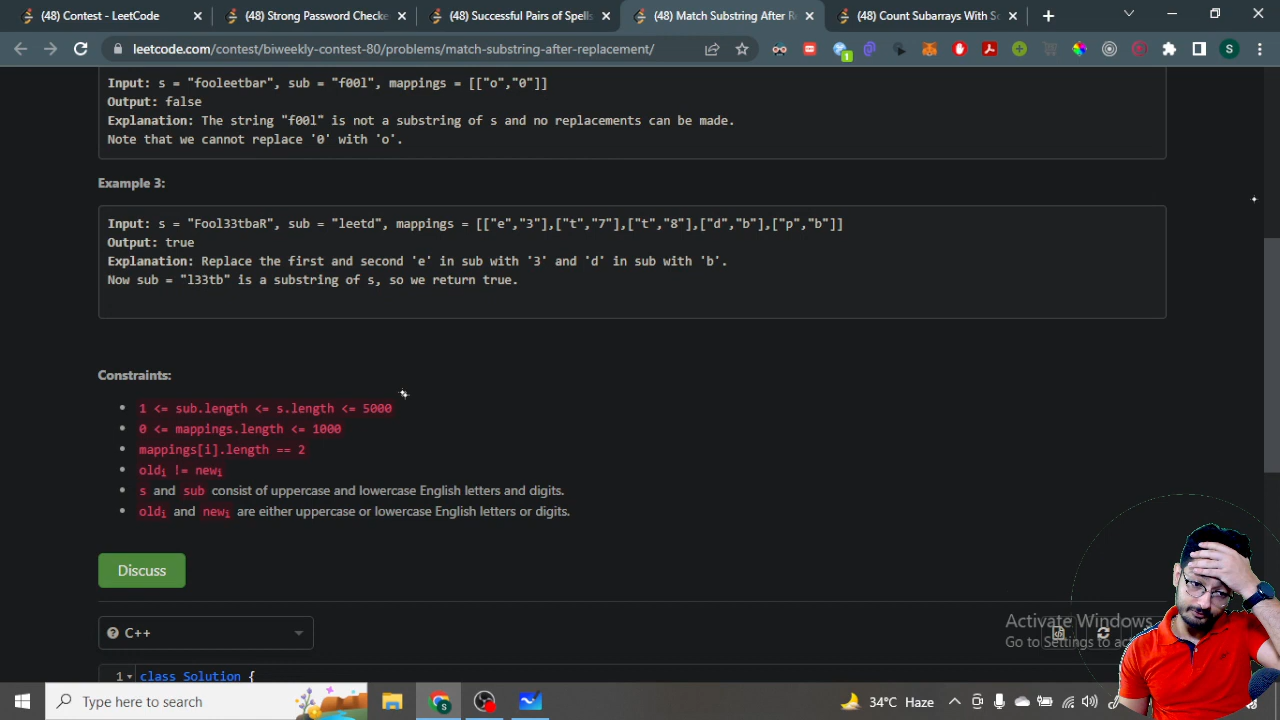 (48) Contest - LeetCode
(48) Strong Password Checke
(48) Successful Pairs of Spells
(48) Match Substring After R
(48) Count Subarrays With Sc
leetcode.com/contest/biweekly-contest-80/problems/match-substring-after-replacement/
1
S
Input: s = "fooleetbar", sub = "f00l", mappings = [["o","0"]]
Output: false
Explanation: The string "f00l" is not a substring of s and no replacements can be made.
Note that we cannot replace '0' with 'o'.
Example 3:
Input: s = "Fool33tbaR", sub = "leetd", mappings = [["e","3"],["t","7"],["t","8"],["d","b"],["p","b"]]
Output: true
Explanation: Replace the first and second 'e' in sub with '3' and 'd' in sub with 'b'.
Now sub = "l33tb" is a substring of s, so we return true.
Constraints:
1 <= sub.length <= s.length <= 5000
0 <= mappings.length <= 1000
mappings[i].length == 2
oldi != newi
s and sub consist of uppercase and lowercase English letters and digits.
oldi and newi are either uppercase or lowercase English letters or digits.
Discuss
C++
Activate Windows
Go to Settings to
1 class Solution {
Type here to search
34°C Haze